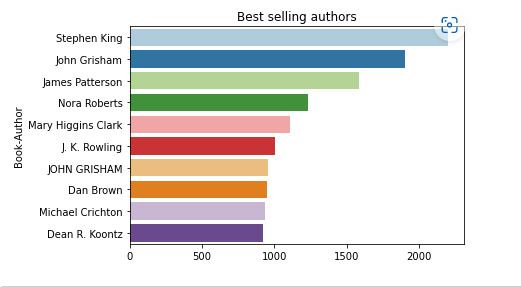 Best selling authors
Book-Author
Stephen King
John Grisham
James Patterson
Nora Roberts
Mary Higgins Clark
J. K. Rowling
JOHN GRISHAM
Dan Brown
Michael Crichton
Dean R. Koontz
0 500 1000 1500 2000